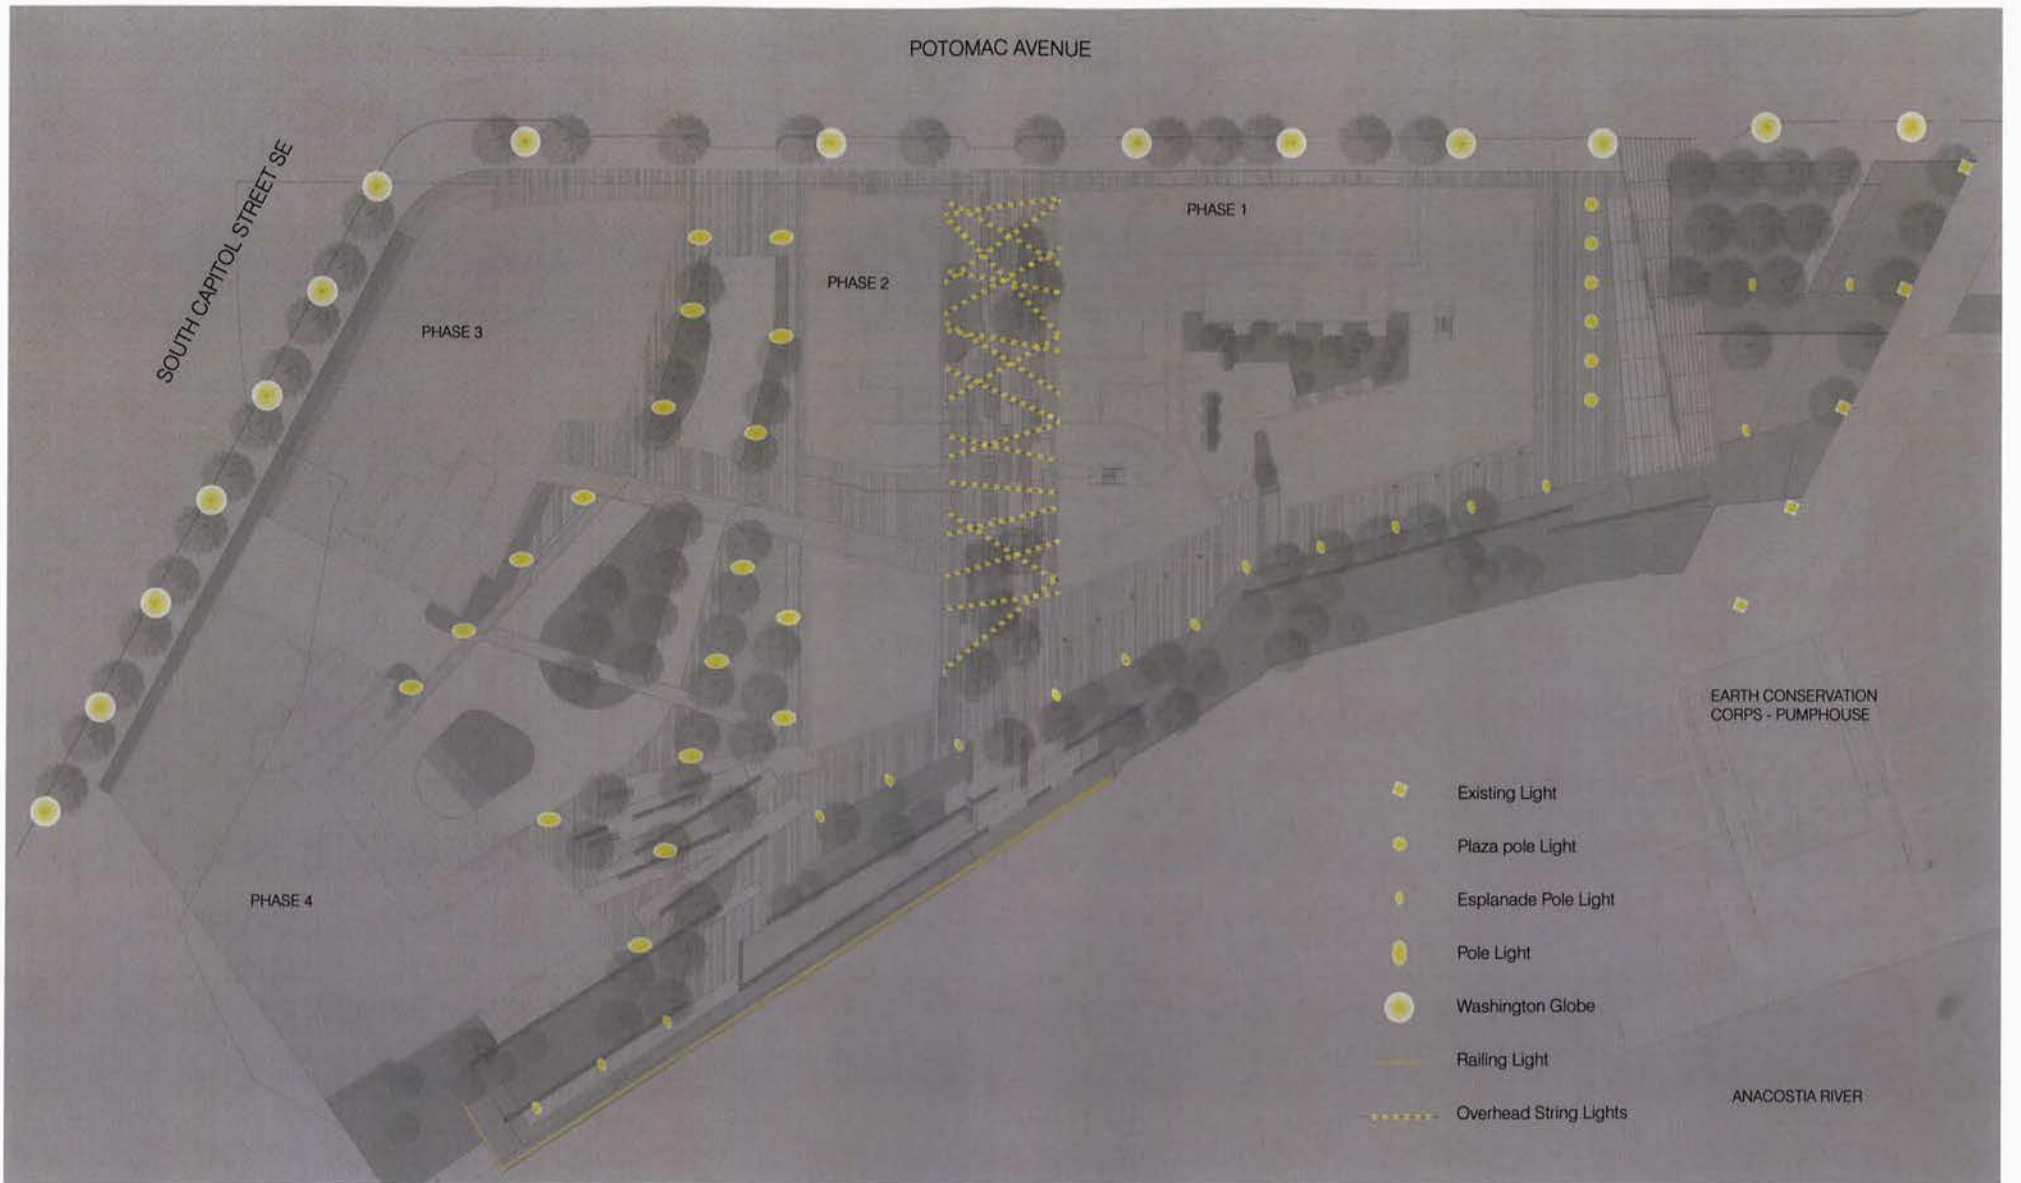 POTOMAC AVENUE
SOUTH CAPITOL STREET SE
PHASE 1
PHASE 2
PHASE 3
EARTH CONSERVATION
CORPS - PUMPHOUSE
Existing Light
Plaza pole Light
PHASE 4
Esplanade Pole Light
Pole Light
Washington Globe
Railing Light
ANACOSTIA RIVER
Overhead String Lights